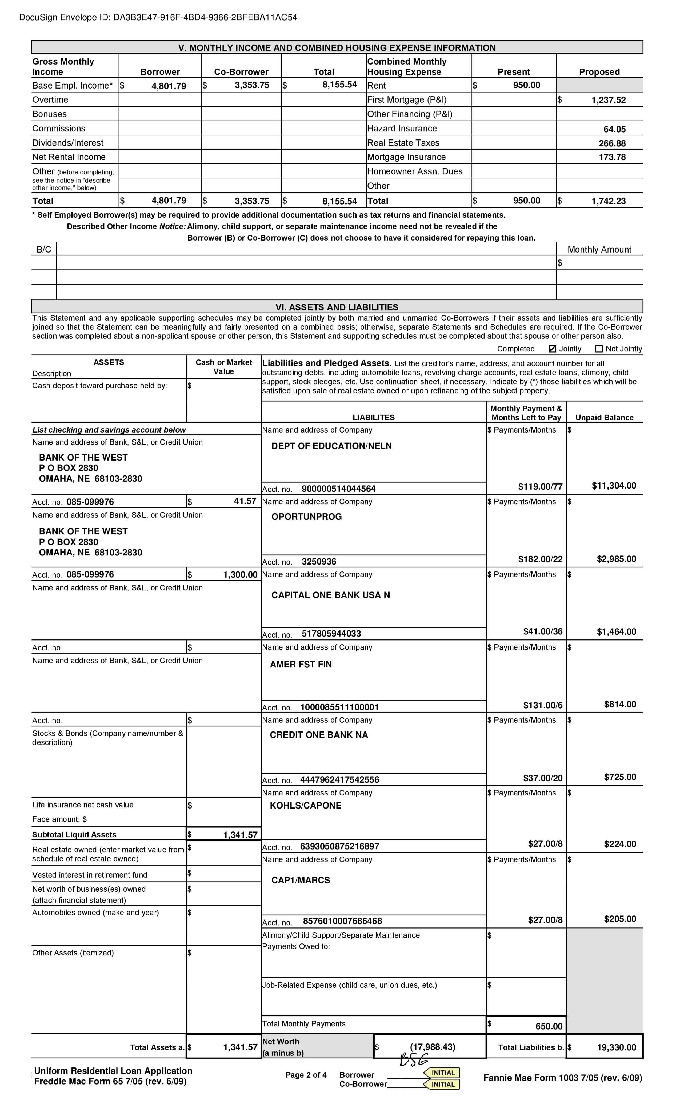 DocuSign Envelope ID: DA3B3E47-916F-4BD4-9366-2BFEBA11AC54
V. MONTHLY INCOME AND COMBINED HOUSING EXPENSE INFORMATION
Gross Monthly Income Borrower Co-Borrower Total Combined Monthly Housing Expense Present Proposed
Base Empl. Income* $ 4,801.79 $ 3,353.75 $ 8,155.54 Rent $ 950.00
Overtime First Mortgage (P&I) $ 1,237.52
Bonuses Other Financing (P&I)
Commissions Hazard Insurance 64.05
Dividends/Interest Real Estate Taxes 266.88
Net Rental Income Mortgage Insurance 173.78
Other (before completing, see the notice in "describe other income," below) Homeowner Assn. Dues
Other
Total $ 4,801.79 $ 3,353.75 $ 8,155.54 Total $ 950.00 $ 1,742.23
* Self Employed Borrower(s) may be required to provide additional documentation such as tax returns and financial statements.
Described Other Income Notice: Alimony, child support, or separate maintenance income need not be revealed if the
Borrower (B) or Co-Borrower (C) does not choose to have it considered for repaying this loan.
B/C Monthly Amount
$
VI. ASSETS AND LIABILITIES
This Statement and any applicable supporting schedules may be completed jointly by both married and unmarried Co-Borrowers if their assets and liabilities are sufficiently
joined so that the Statement can be meaningfully and fairly presented on a combined basis; otherwise, separate Statements and Schedules are required. If the Co-Borrower
section was completed about a non-applicant spouse or other person, this Statement and supporting schedules must be completed about that spouse or other person also.
Completed Jointly Not Jointly
ASSETS Cash or Market Value
Description
Cash deposit toward purchase held by: $
Liabilities and Pledged Assets. List the creditor's name, address, and account number for all
outstanding debts, including automobile loans, revolving charge accounts, real estate loans, alimony, child
support, stock pledges, etc. Use continuation sheet, if necessary. Indicate by (*) those liabilities which will be
satisfied upon sale of real estate owned or upon refinancing of the subject property.
LIABILITES Monthly Payment & Months Left to Pay Unpaid Balance
List checking and savings account below
Name and address of Bank, S&L, or Credit Union
BANK OF THE WEST
P O BOX 2830
OMAHA, NE 68103-2830
Acct. no. 085-099976 $ 41.57
Name and address of Bank, S&L, or Credit Union
BANK OF THE WEST
P O BOX 2830
OMAHA, NE 68103-2830
Acct. no. 085-099976 $ 1,300.00
Name and address of Bank, S&L, or Credit Union
Acct. no. $
Name and address of Bank, S&L, or Credit Union
Acct. no. $
Stocks & Bonds (Company name/number & description) $
Life insurance net cash value $
Face amount: $
Subtotal Liquid Assets $ 1,341.57
Real estate owned (enter market value from schedule of real estate owned) $
Vested interest in retirement fund $
Net worth of business(es) owned (attach financial statement) $
Automobiles owned (make and year) $
Other Assets (itemized) $
Name and address of Company $ Payments/Months $
DEPT OF EDUCATION/NELN
Acct. no. 900000514044564 $119.00/77 $11,304.00
Name and address of Company $ Payments/Months $
OPORTUNPROG
Acct. no. 3250936 $182.00/22 $2,985.00
Name and address of Company $ Payments/Months $
CAPITAL ONE BANK USA N
Acct. no. 517805944033 $41.00/36 $1,464.00
Name and address of Company $ Payments/Months $
AMER FST FIN
Acct. no. 1000085511100001 $131.00/6 $814.00
Name and address of Company $ Payments/Months $
CREDIT ONE BANK NA
Acct. no. 4447962417542556 $37.00/20 $725.00
Name and address of Company $ Payments/Months $
KOHLS/CAPONE
Acct. no. 6393050875216897 $27.00/8 $224.00
Name and address of Company $ Payments/Months $
CAP1/MARCS
Acct. no. 8576010007686468 $27.00/8 $205.00
Alimony/Child Support/Separate Maintenance Payments Owed to: $
Job-Related Expense (child care, union dues, etc.) $
Total Monthly Payments $ 650.00
Total Assets a. $ 1,341.57 Net Worth (a minus b) $ (17,988.43) Total Liabilities b. $ 19,330.00
Uniform Residential Loan Application
Freddie Mac Form 65 7/05 (rev. 6/09)
Page 2 of 4
Borrower INITIAL
Co-Borrower INITIAL
Fannie Mae Form 1003 7/05 (rev. 6/09)